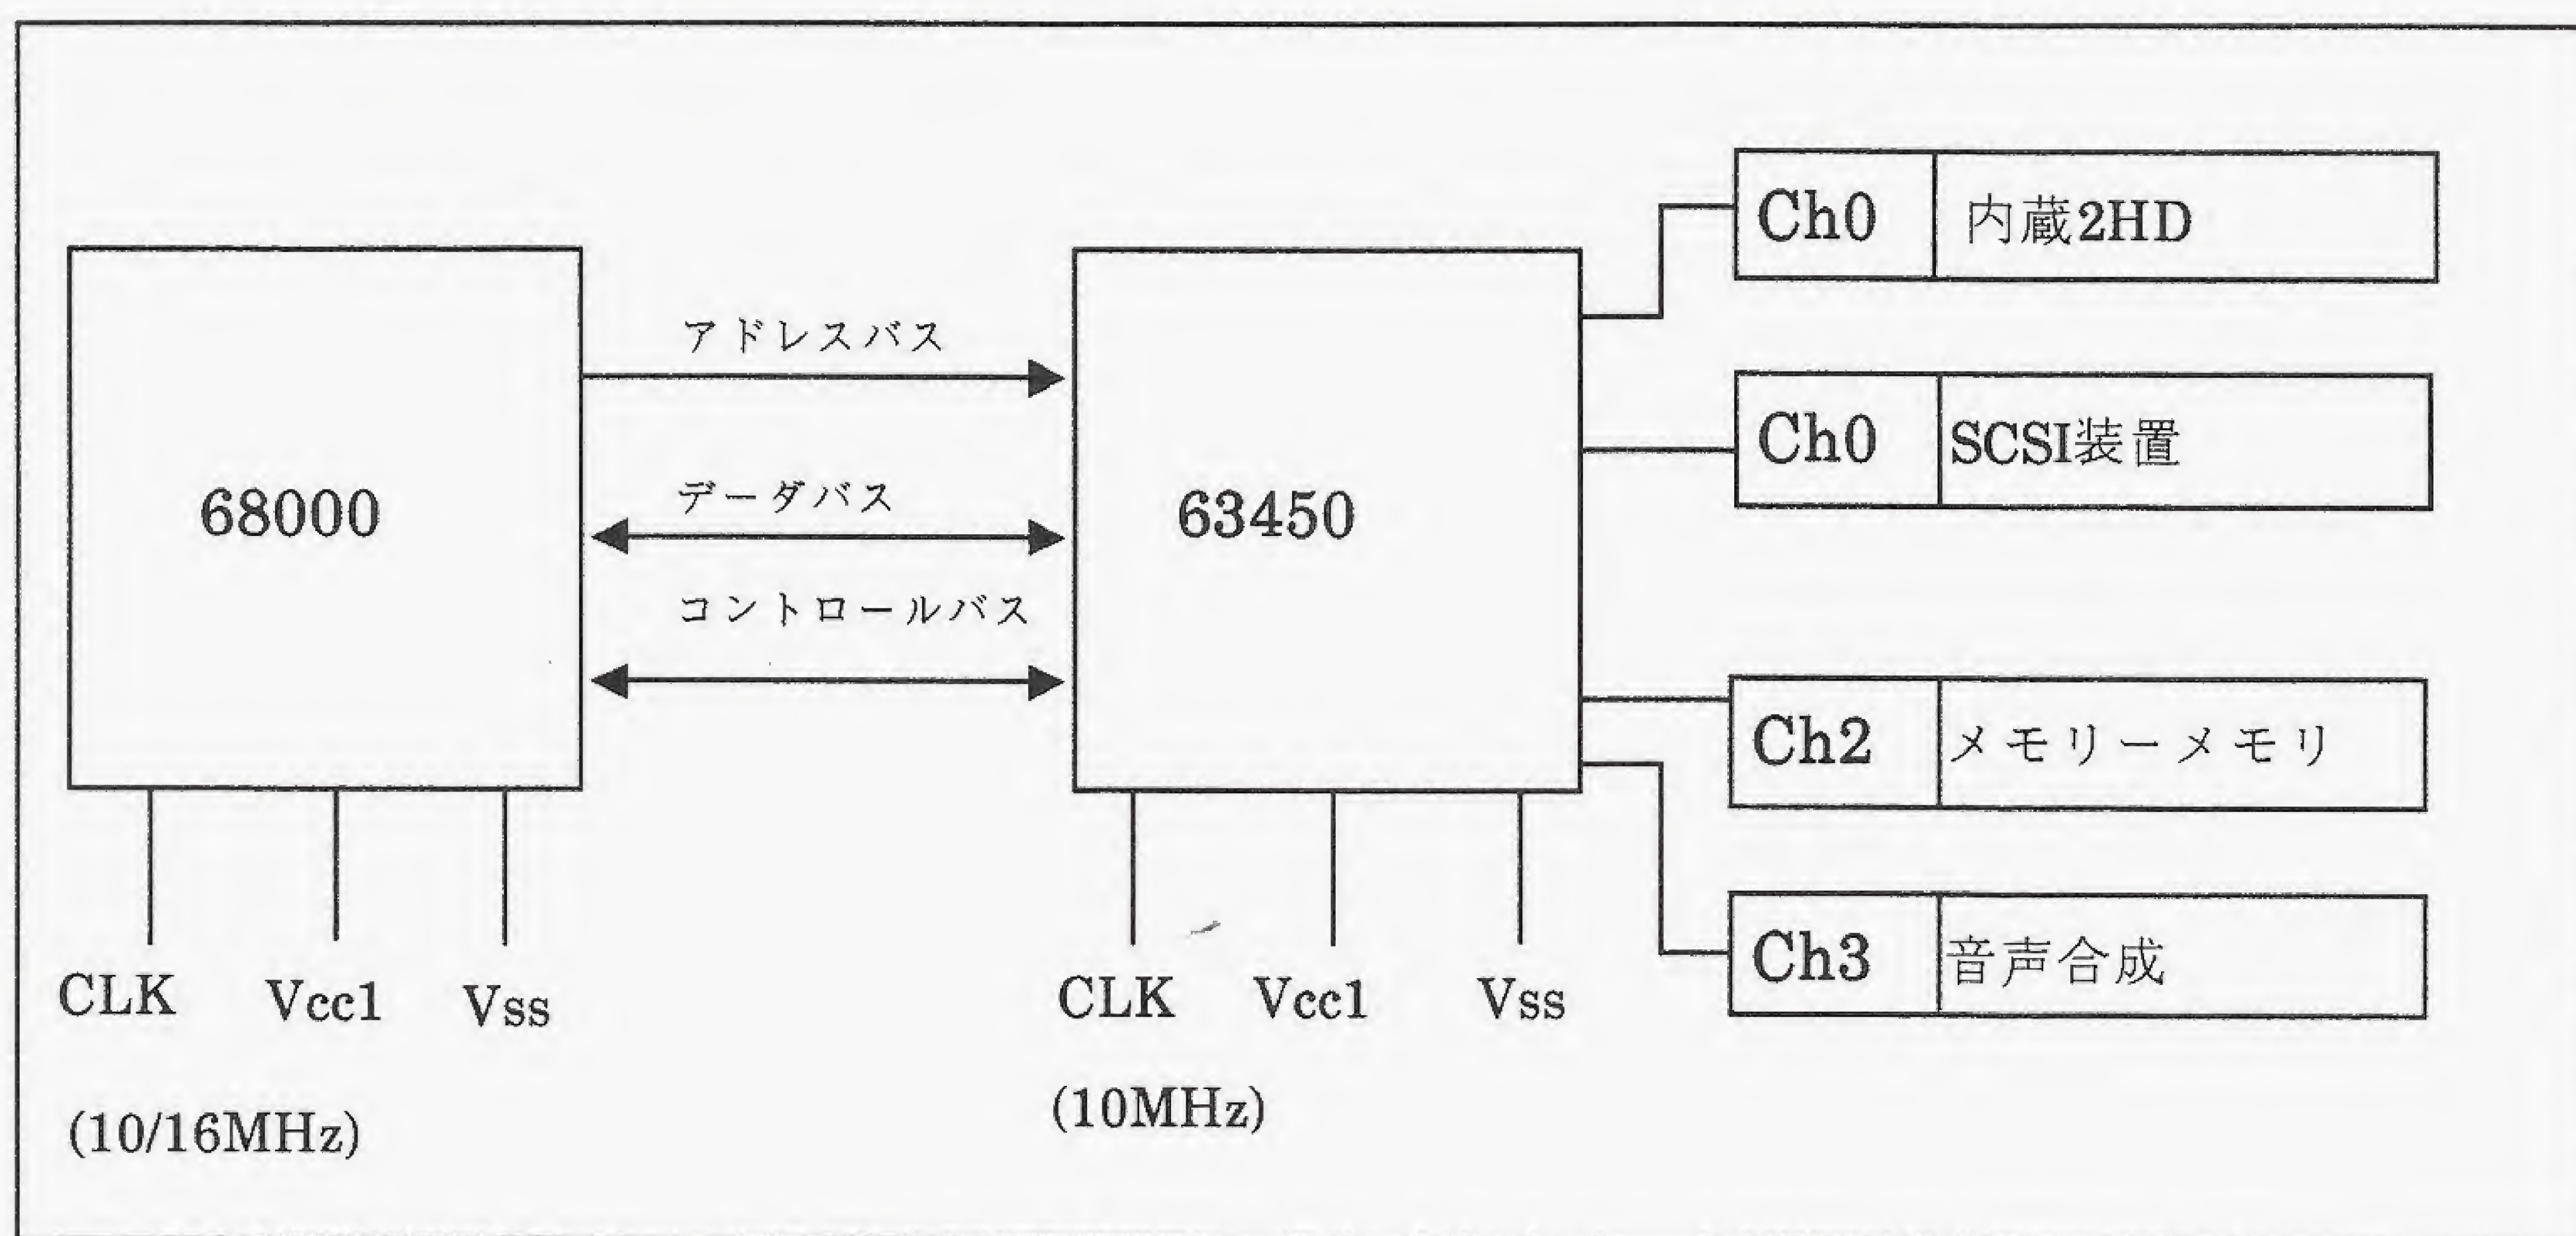 Ch0 内蔵2HD
アドレスバス
Ch0 SCSI装置
データバス
68000
63450
コントロールバス
Ch2 メモリーメモリ
Ch3 音声合成
CLK Vcc1 Vss
CLK Vcc1 Vss
(10/16MHz)
(10MHz)